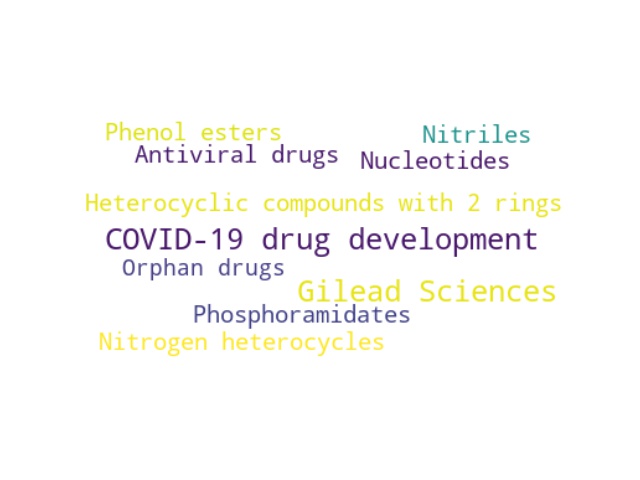 Phenol esters
Nitriles
Antiviral drugs
Nucleotides
Heterocyclic compounds with 2 rings
COVID-19 drug development
Orphan drugs
Gilead Sciences
Phosphoramidates
Nitrogen heterocycles